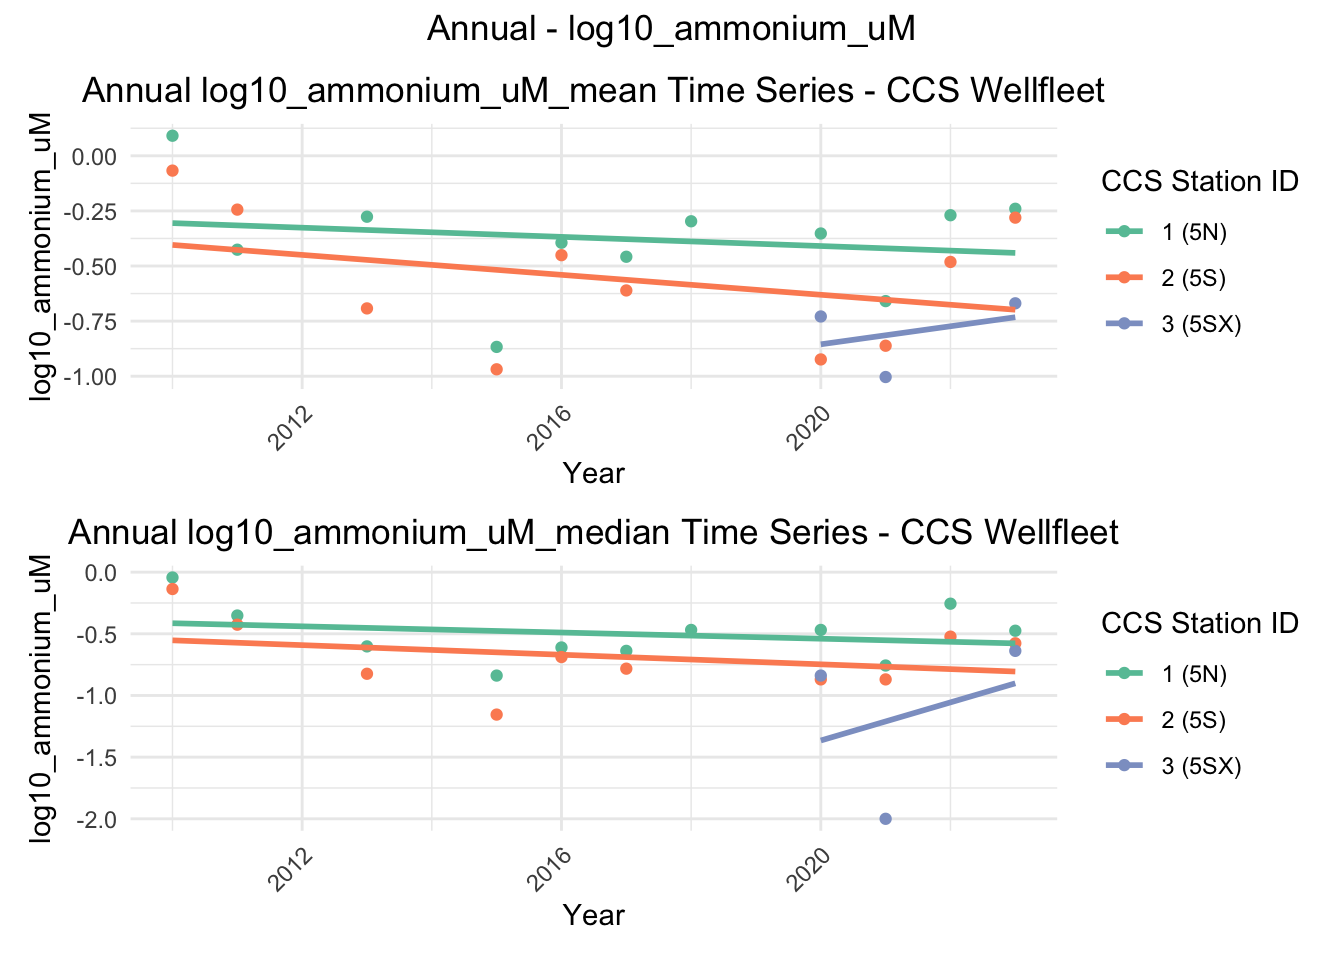 Annual - log10_ammonium_uM
Annual log10_ammonium_uM_mean Time Series - CCS Wellfleet
log10_ammonium_uM
0.00
-0.25
-0.50
-0.75
-1.00
2012
2016
2020
Year
CCS Station ID
1 (5N)
2 (5S)
3 (5SX)
Annual log10_ammonium_uM_median Time Series - CCS Wellfleet
log10_ammonium_uM
0.0
-0.5
-1.0
-1.5
-2.0
2012
2016
2020
Year
CCS Station ID
1 (5N)
2 (5S)
3 (5SX)